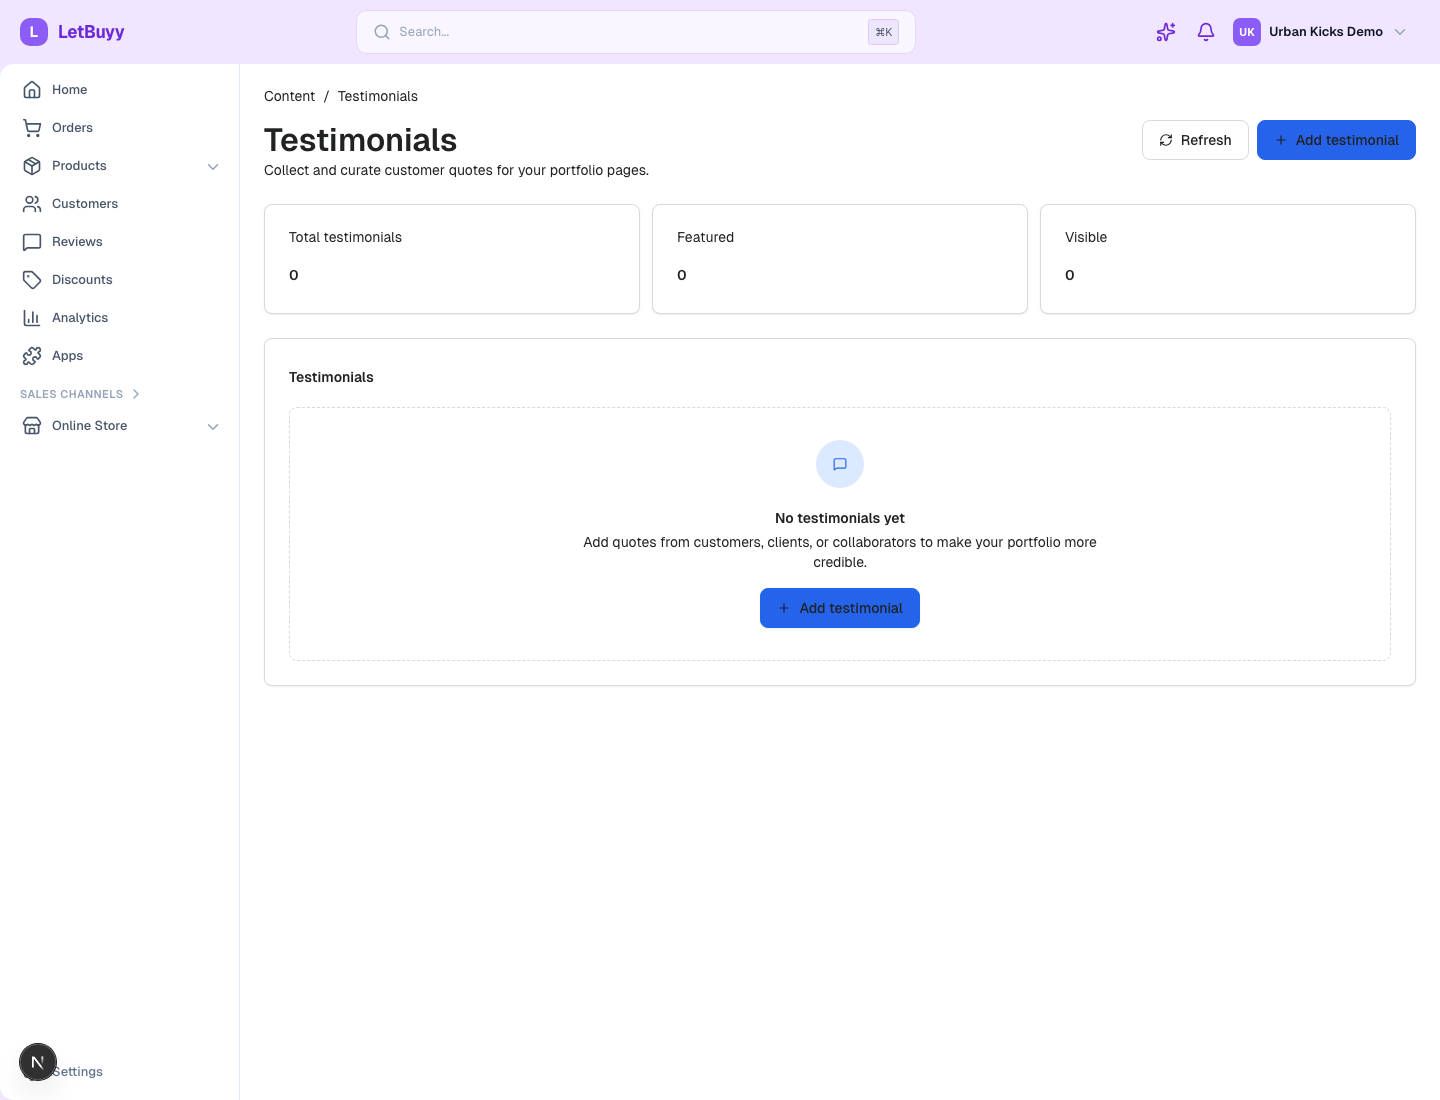 L LetBuyy
Search...
⌘K
UK Urban Kicks Demo
Home
Orders
Products
Customers
Reviews
Discounts
Analytics
Apps
SALES CHANNELS
Online Store
N
Settings
Content / Testimonials
Testimonials
Collect and curate customer quotes for your portfolio pages.
Refresh
Add testimonial
Total testimonials
0
Featured
0
Visible
0
Testimonials
No testimonials yet
Add quotes from customers, clients, or collaborators to make your portfolio more
credible.
Add testimonial